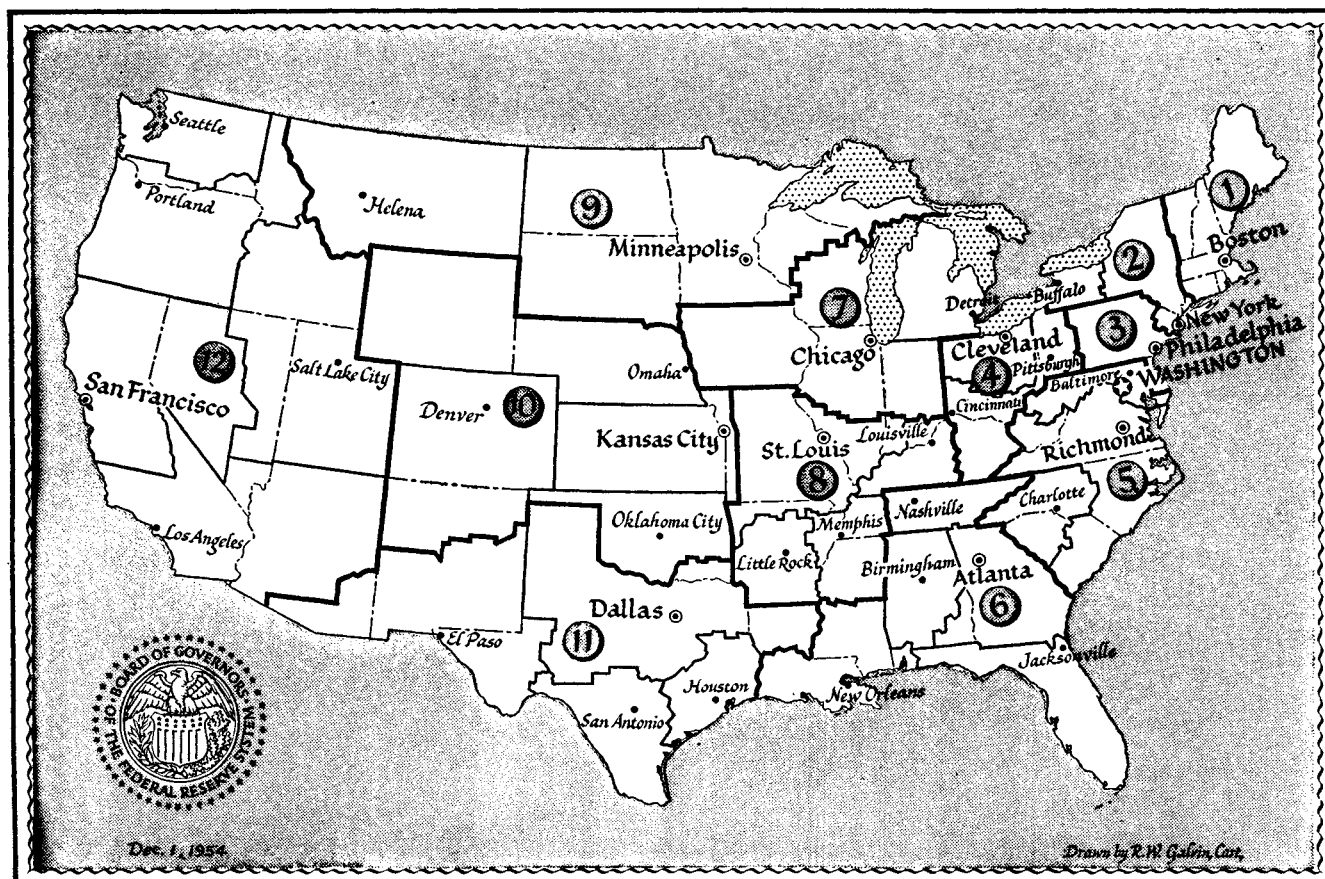 Seattle
Portland
Helena
9
Minneapolis
1
Boston
2
Buffalo
Detroit
7
Chicago
3
New York
Philadelphia
WASHINGTON
Cleveland
Pittsburgh
4
Baltimore
Cincinnati
12
San Francisco
Salt Lake City
Omaha
Denver
10
Kansas City
St. Louis
Louisville
8
Richmond
5
Charlotte
Nashville
Memphis
Oklahoma City
Los Angeles
Little Rock
Birmingham
Atlanta
6
Dallas
11
El Paso
Houston
San Antonio
New Orleans
Jacksonville
BOARD OF GOVERNORS
OF THE FEDERAL RESERVE SYSTEM
Dec. 1, 1954
Drawn by R.W. Galvin, Cart.